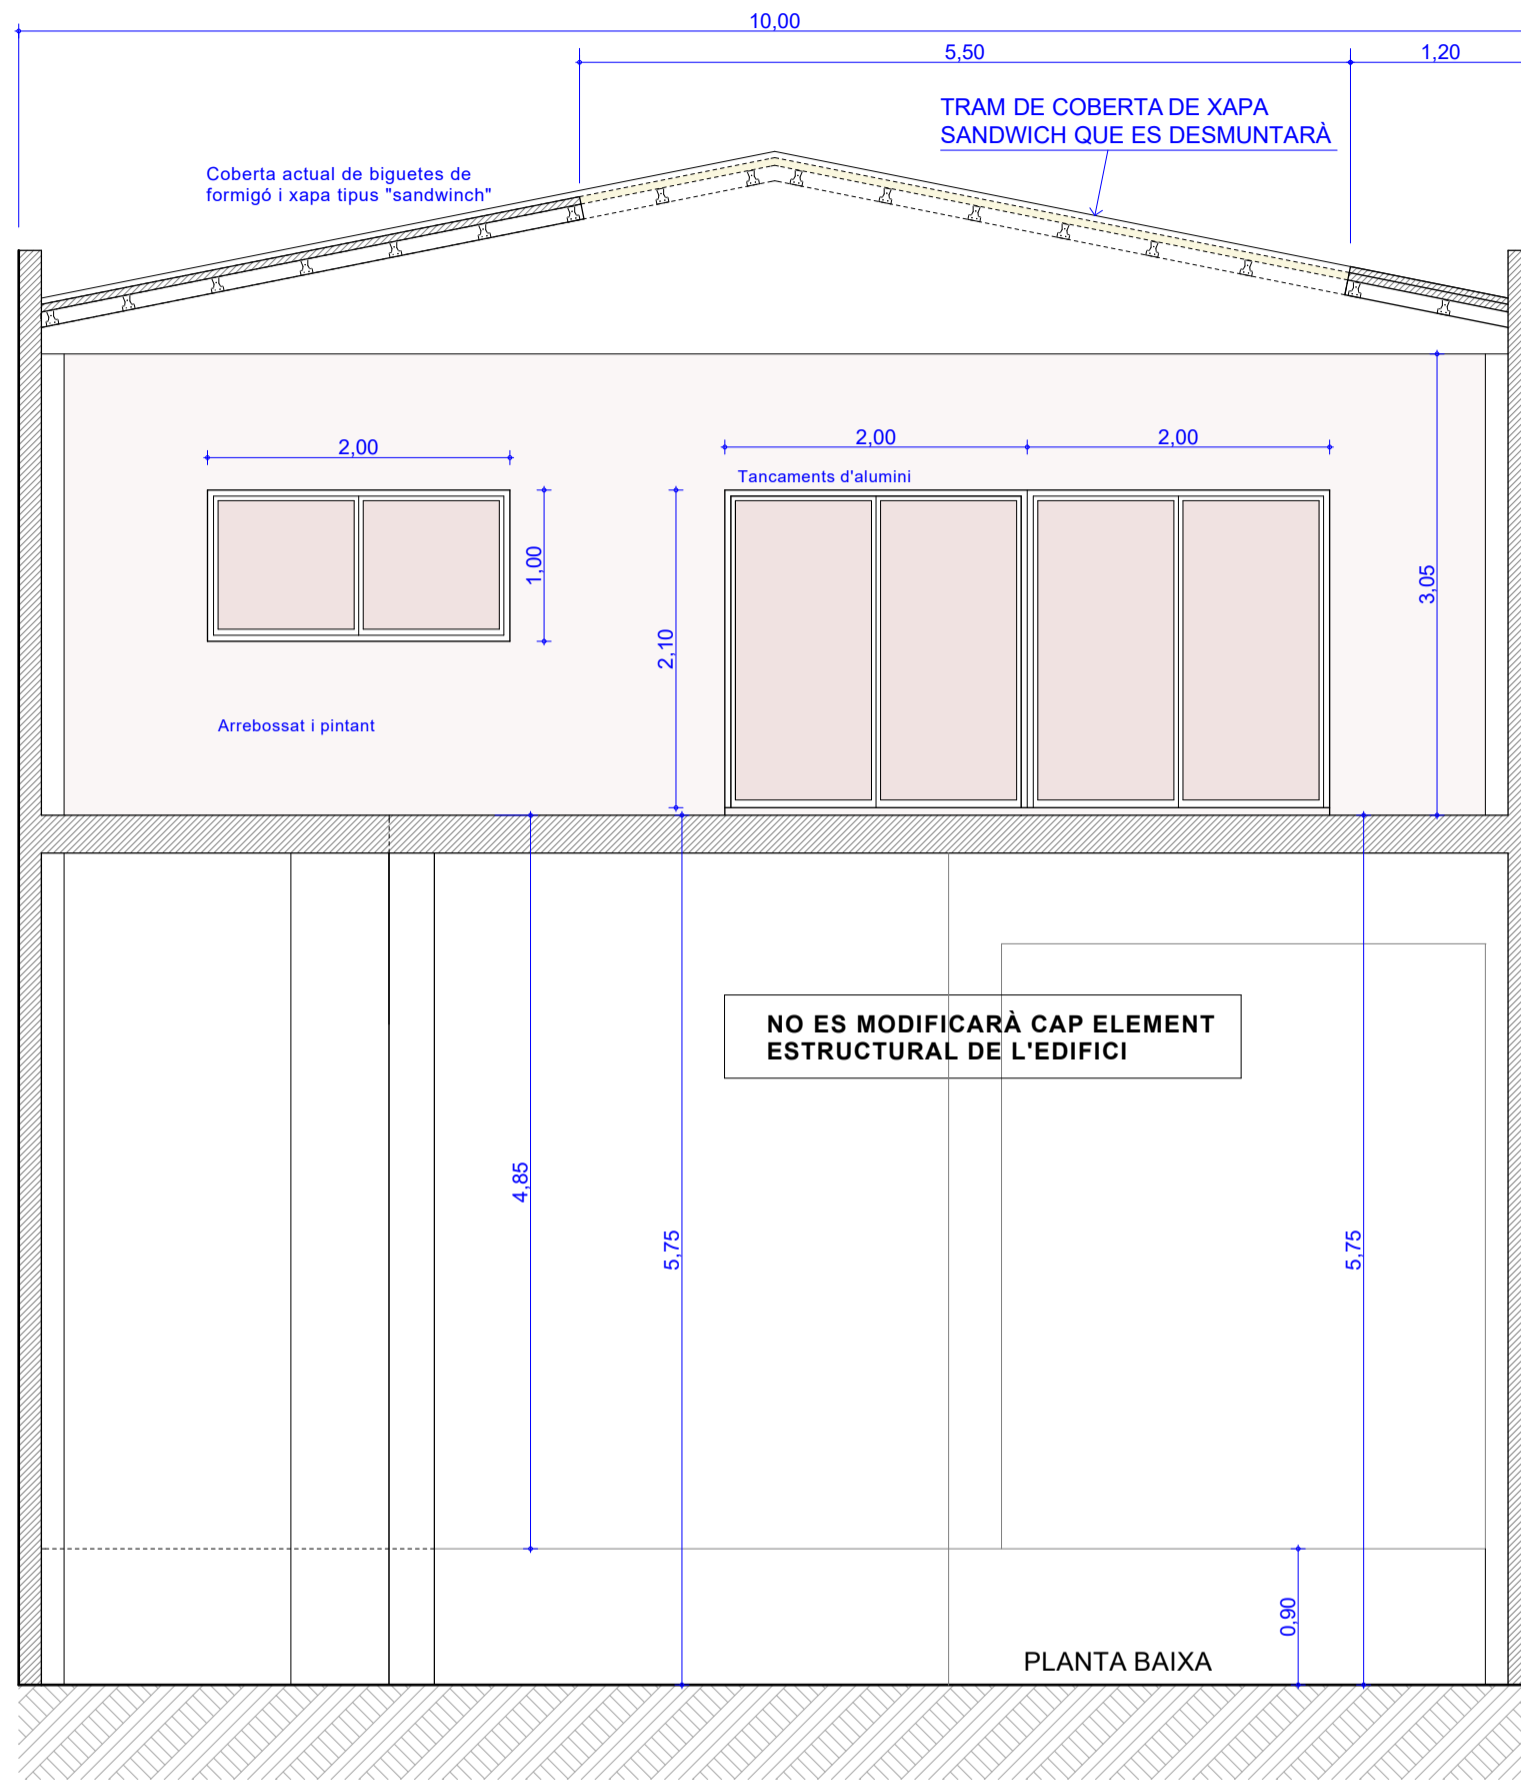 10,00
5,50
1,20
TRAM DE COBERTA DE XAPA
SANDWICH QUE ES DESMUNTARÀ
Coberta actual de biguetes de
formigó i xapa tipus "sandwinch"
2,00
2,00
2,00
Tancaments d'alumini
1,00
2,10
3,05
Arrebossat i pintant
NO ES MODIFICARÀ CAP ELEMENT
ESTRUCTURAL DE L'EDIFICI
4,85
5,75
5,75
0,90
PLANTA BAIXA